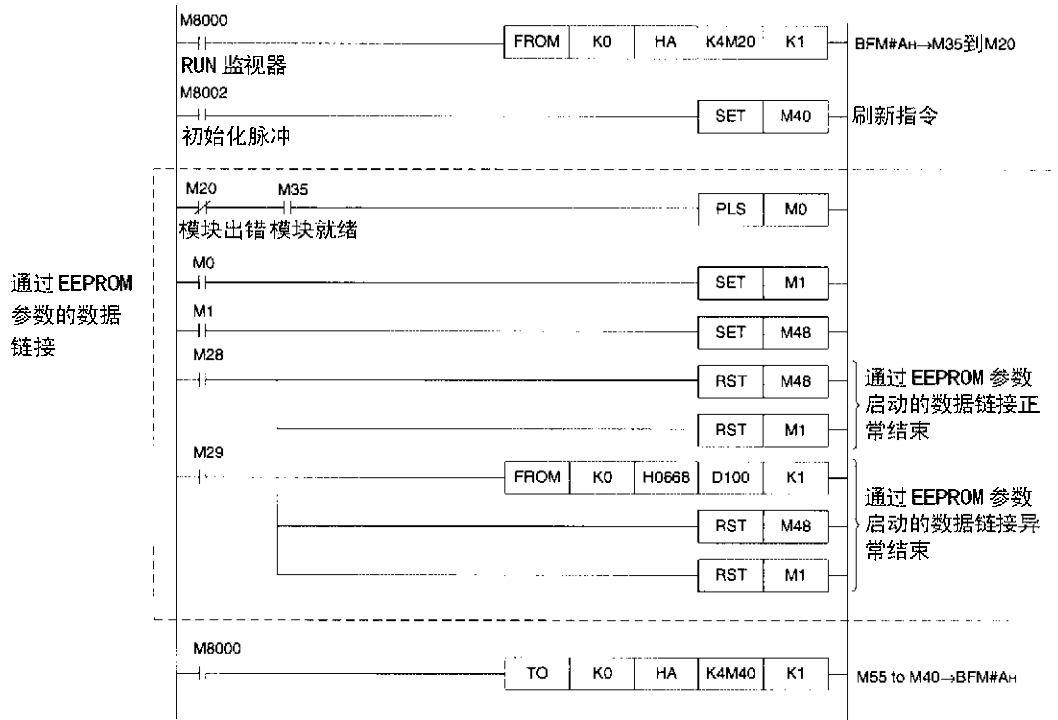 M8000
FROM K0 HA K4M20 K1
BFM#AH→M35到M20
RUN 监视器
M8002
SET M40
刷新指令
初始化脉冲
M20 M35
PLS M0
模块出错 模块就绪
通过 EEPROM
参数的数据
链接
M0
SET M1
M1
SET M48
M28
RST M48
RST M1
通过 EEPROM 参数
启动的数据链接正
常结束
M29
FROM K0 H0668 D100 K1
RST M48
RST M1
通过 EEPROM 参数
启动的数据链接异
常结束
M8000
TO K0 HA K4M40 K1
M55 to M40→BFM#AH